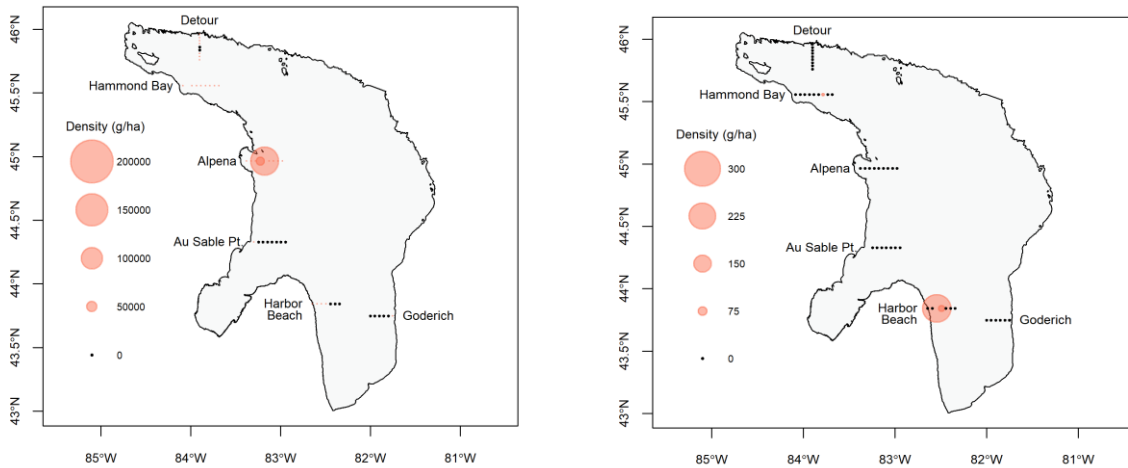 46°N
45.5°N
45°N
44.5°N
44°N
43.5°N
43°N
Detour
Hammond Bay
Density (g/ha)
200000
150000
100000
50000
0
Alpena
Au Sable Pt.
Harbor
Beach
Goderich
85°W
84°W
83°W
82°W
81°W
46°N
45.5°N
45°N
44.5°N
44°N
43.5°N
43°N
Detour
Hammond Bay
Density (g/ha)
300
225
150
75
0
Alpena
Au Sable Pt.
Harbor
Beach
Goderich
85°W
84°W
83°W
82°W
81°W